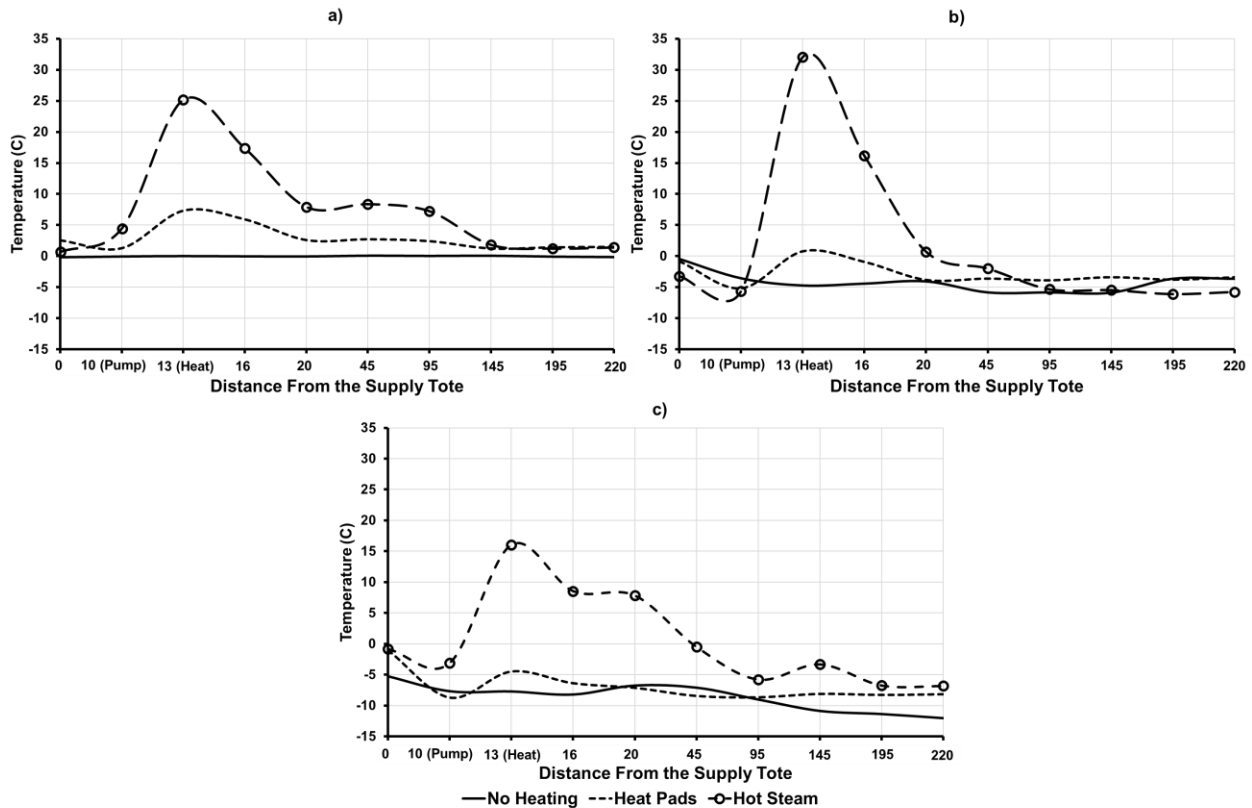 a)
35
30
25
20
15
10
5
0
-5
-10
-15
Temperature (C)
0 10 (Pump) 13 (Heat) 16 20 45 95 145 195 220
Distance From the Supply Tote
b)
35
30
25
20
15
10
5
0
-5
-10
-15
Temperature (C)
0 10 (Pump) 13 (Heat) 16 20 45 95 145 195 220
Distance From the Supply Tote
c)
35
30
25
20
15
10
5
0
-5
-10
-15
Temperature (C)
0 10 (Pump) 13 (Heat) 16 20 45 95 145 195 220
Distance From the Supply Tote
No Heating Heat Pads Hot Steam